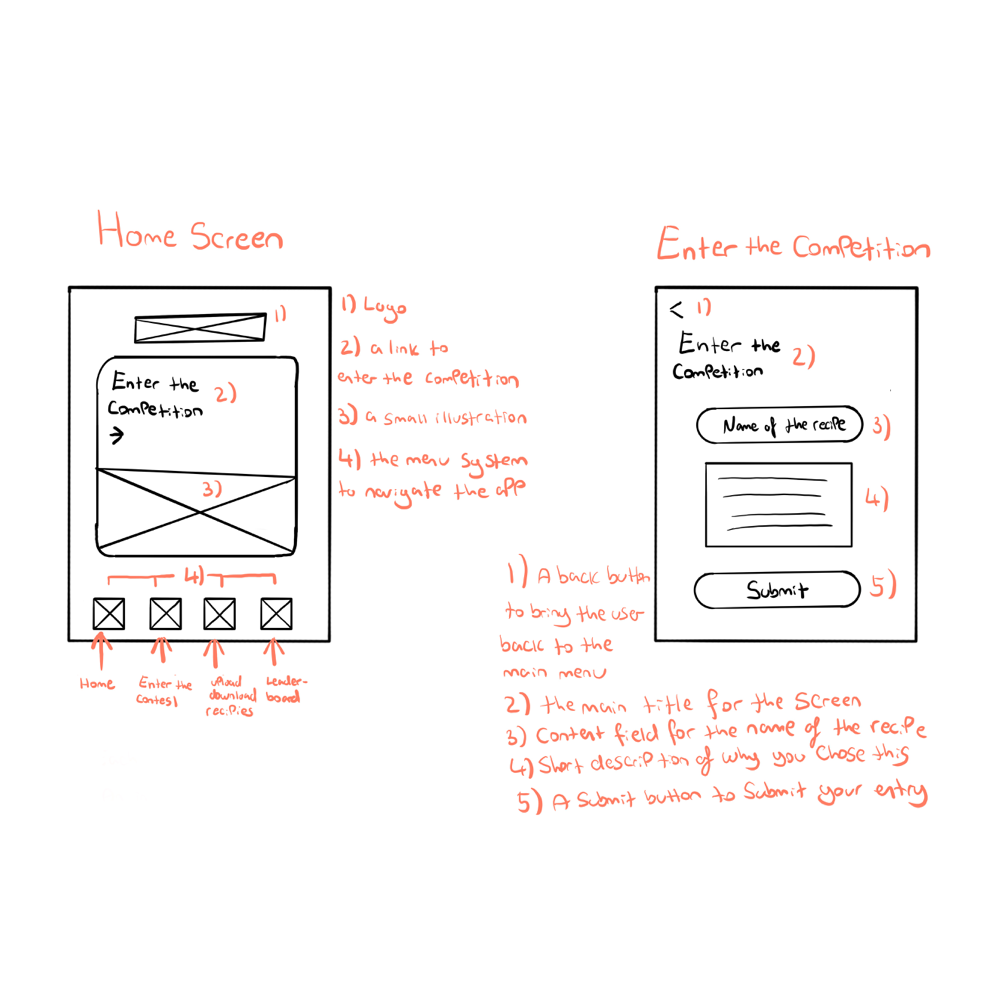 Home Screen
1)
Enter the
Competition
2)
3)
4)
Home
Enter the
Contest
upload
download
recipies
Leader-
board
1) Logo
2) a link to
enter the competition
3) a small illustration
4) the menu system
to navigate the app
Enter the Competition
< 1)
Enter the
Competition
2)
Name of the recipe
3)
4)
Submit
5)
1) A back button
to bring the user
back to the
main menu
2) the main title for the screen
3) Content field for the name of the recipe
4) Short description of why you chose this
5) A Submit button to Submit your entry